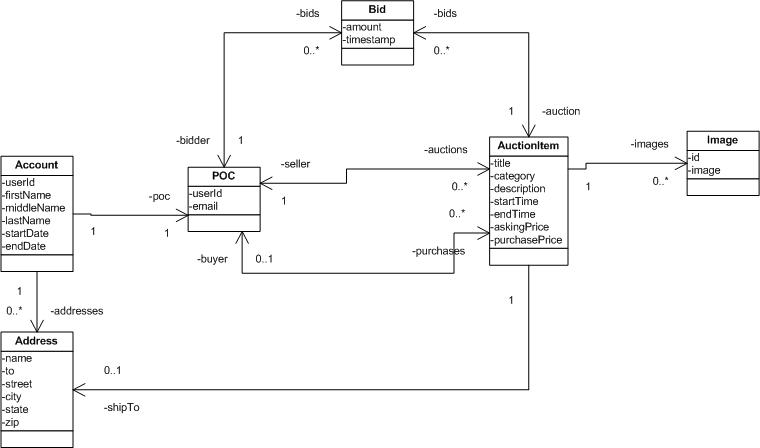 Bid
-amount
-timestamp
-bids
0..*
-bids
0..*
-bidder
1
1
-auction
Account
-userId
-firstName
-middleName
-lastName
-startDate
-endDate
-poc
1
1
POC
-userId
-email
-seller
1
-auctions
0..*
0..*
-purchases
-buyer
0..1
AuctionItem
-title
-category
-description
-startTime
-endTime
-askingPrice
-purchasePrice
-images
1
0..*
Image
-id
-image
1
0..*
-addresses
Address
-name
-to
-street
-city
-state
-zip
0..1
-shipTo
1